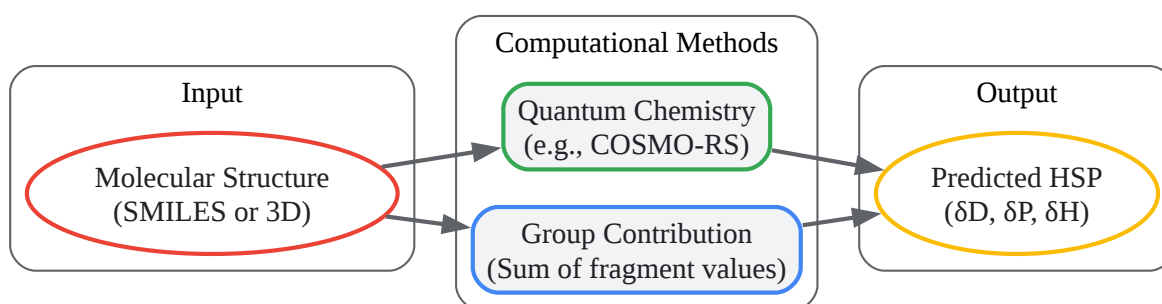 Input
Molecular Structure
(SMILES or 3D)
Computational Methods
Quantum Chemistry
(e.g., COSMO-RS)
Group Contribution
(Sum of fragment values)
Output
Predicted HSP
(δD, δP, δH)